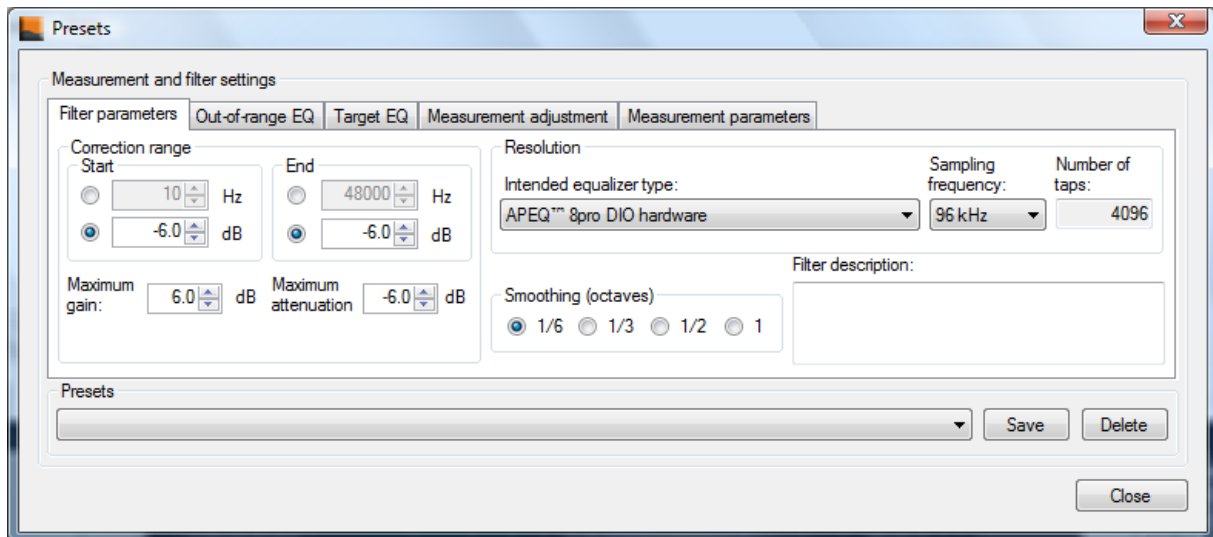 Presets
Measurement and filter settings
Filter parameters Out-of-range EQ Target EQ Measurement adjustment Measurement parameters
Correction range
Start End
10 Hz 48000 Hz
-6.0 dB -6.0 dB
Maximum gain: 6.0 dB Maximum attenuation -6.0 dB
Resolution
Intended equalizer type: Sampling frequency: Number of taps:
APEQ™ 8pro DIO hardware 96 kHz 4096
Smoothing (octaves)
1/6 1/3 1/2 1
Filter description:
Presets
Save Delete
Close